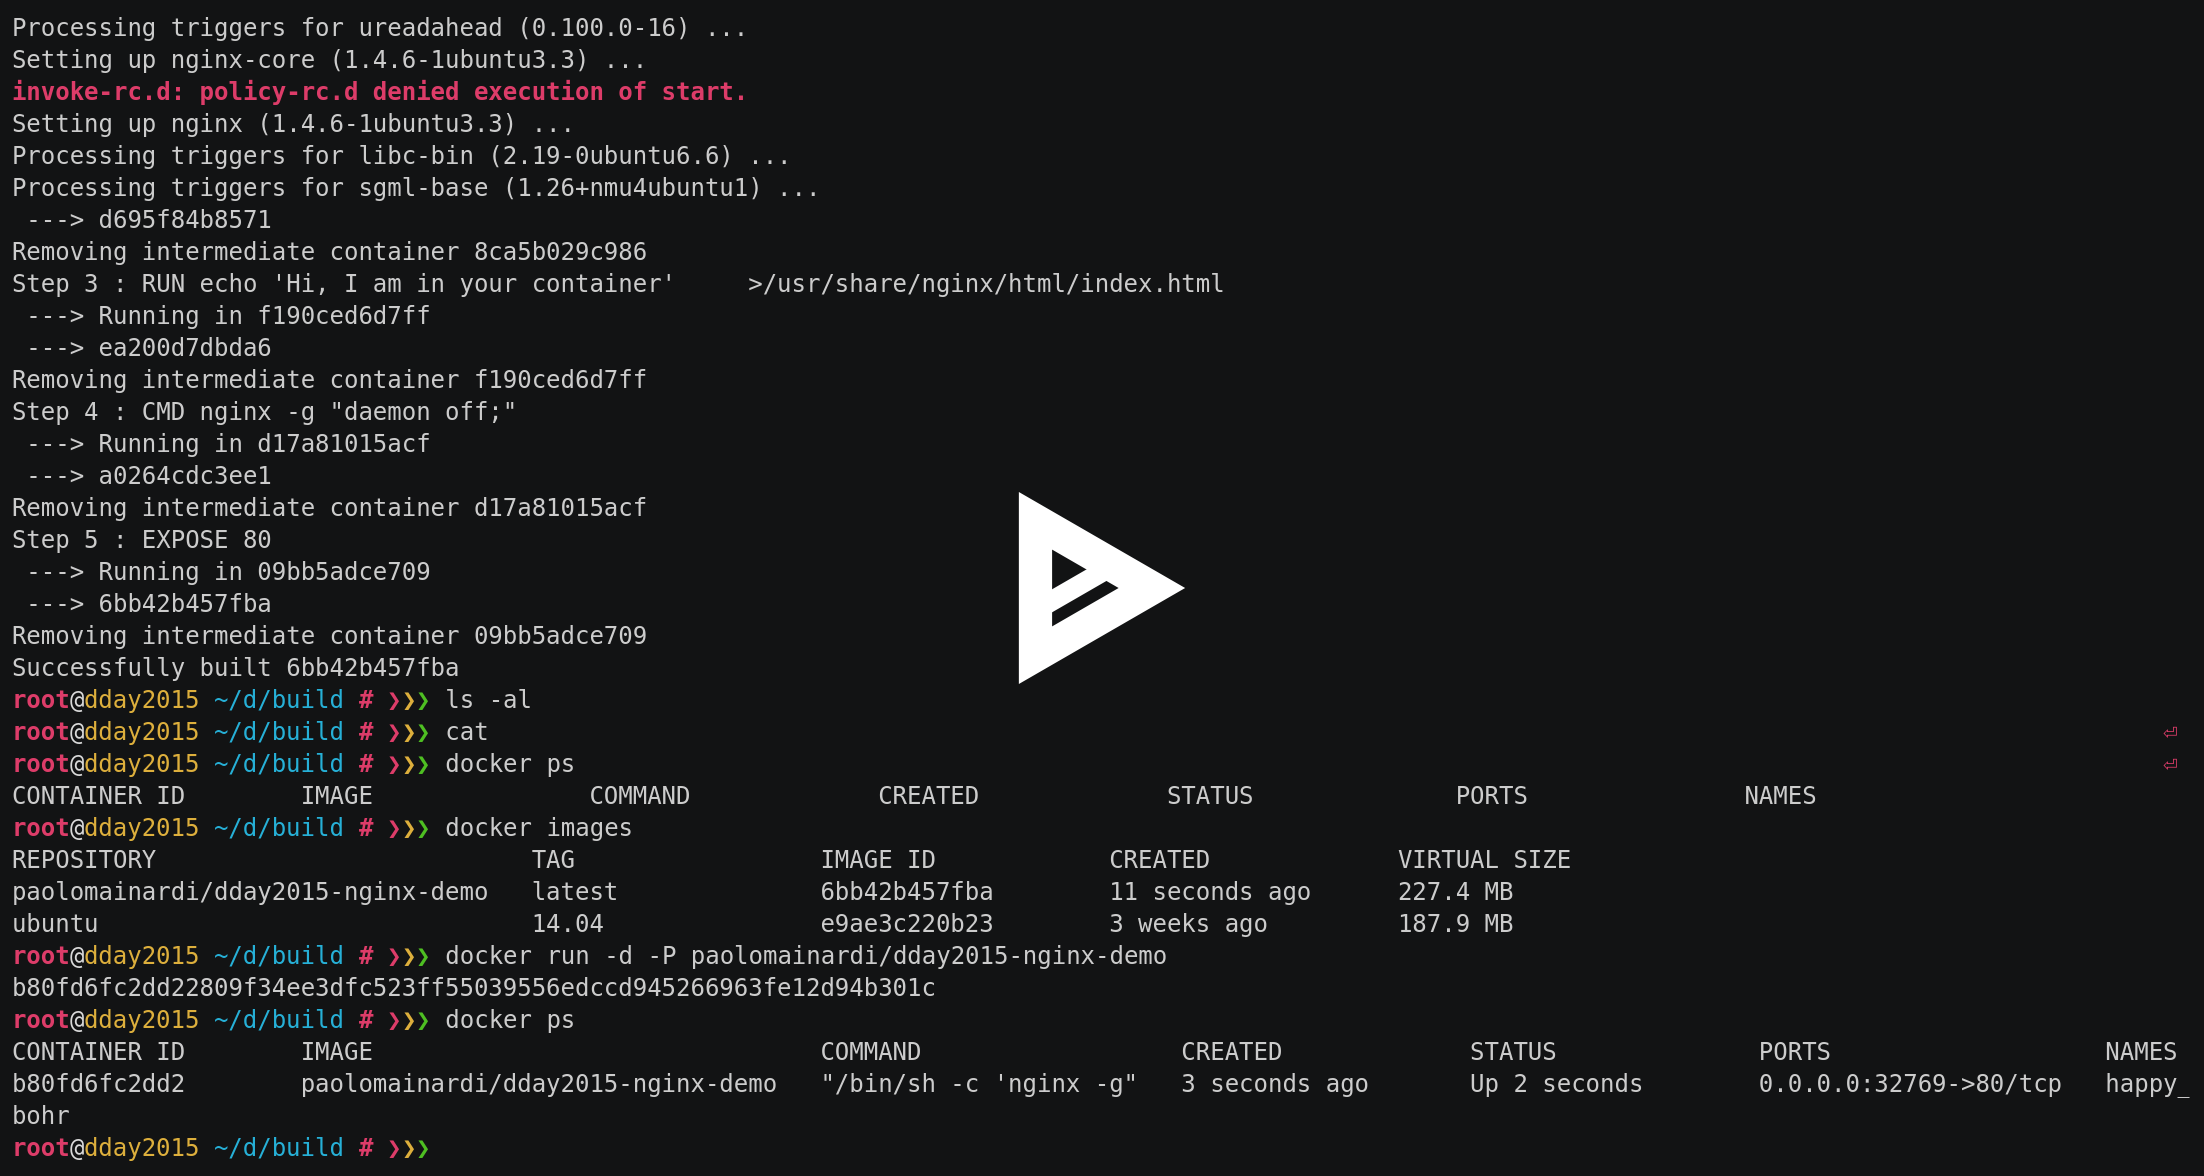 Processing triggers for ureadahead (0.100.0-16) ...
Setting up nginx-core (1.4.6-1ubuntu3.3) ...
invoke-rc.d: policy-rc.d denied execution of start.
Setting up nginx (1.4.6-1ubuntu3.3) ...
Processing triggers for libc-bin (2.19-0ubuntu6.6) ...
Processing triggers for sgml-base (1.26+nmu4ubuntu1) ...
 ---> d695f84b8571
Removing intermediate container 8ca5b029c986
Step 3 : RUN echo 'Hi, I am in your container'     >/usr/share/nginx/html/index.html
 ---> Running in f190ced6d7ff
 ---> ea200d7dbda6
Removing intermediate container f190ced6d7ff
Step 4 : CMD nginx -g "daemon off;"
 ---> Running in d17a81015acf
 ---> a0264cdc3ee1
Removing intermediate container d17a81015acf
Step 5 : EXPOSE 80
 ---> Running in 09bb5adce709
 ---> 6bb42b457fba
Removing intermediate container 09bb5adce709
Successfully built 6bb42b457fba
root@dday2015 ~/d/build # ❯❯❯ ls -al
root@dday2015 ~/d/build # ❯❯❯ cat ⏎
root@dday2015 ~/d/build # ❯❯❯ docker ps ⏎
CONTAINER ID        IMAGE               COMMAND             CREATED             STATUS              PORTS               NAMES
root@dday2015 ~/d/build # ❯❯❯ docker images
REPOSITORY                          TAG                 IMAGE ID            CREATED             VIRTUAL SIZE
paolomainardi/dday2015-nginx-demo   latest              6bb42b457fba        11 seconds ago      227.4 MB
ubuntu                              14.04               e9ae3c220b23        3 weeks ago         187.9 MB
root@dday2015 ~/d/build # ❯❯❯ docker run -d -P paolomainardi/dday2015-nginx-demo
b80fd6fc2dd22809f34ee3dfc523ff55039556edccd945266963fe12d94b301c
root@dday2015 ~/d/build # ❯❯❯ docker ps
CONTAINER ID        IMAGE                               COMMAND                  CREATED             STATUS              PORTS                   NAMES
b80fd6fc2dd2        paolomainardi/dday2015-nginx-demo   "/bin/sh -c 'nginx -g"   3 seconds ago       Up 2 seconds        0.0.0.0:32769->80/tcp   happy_
bohr
root@dday2015 ~/d/build # ❯❯❯